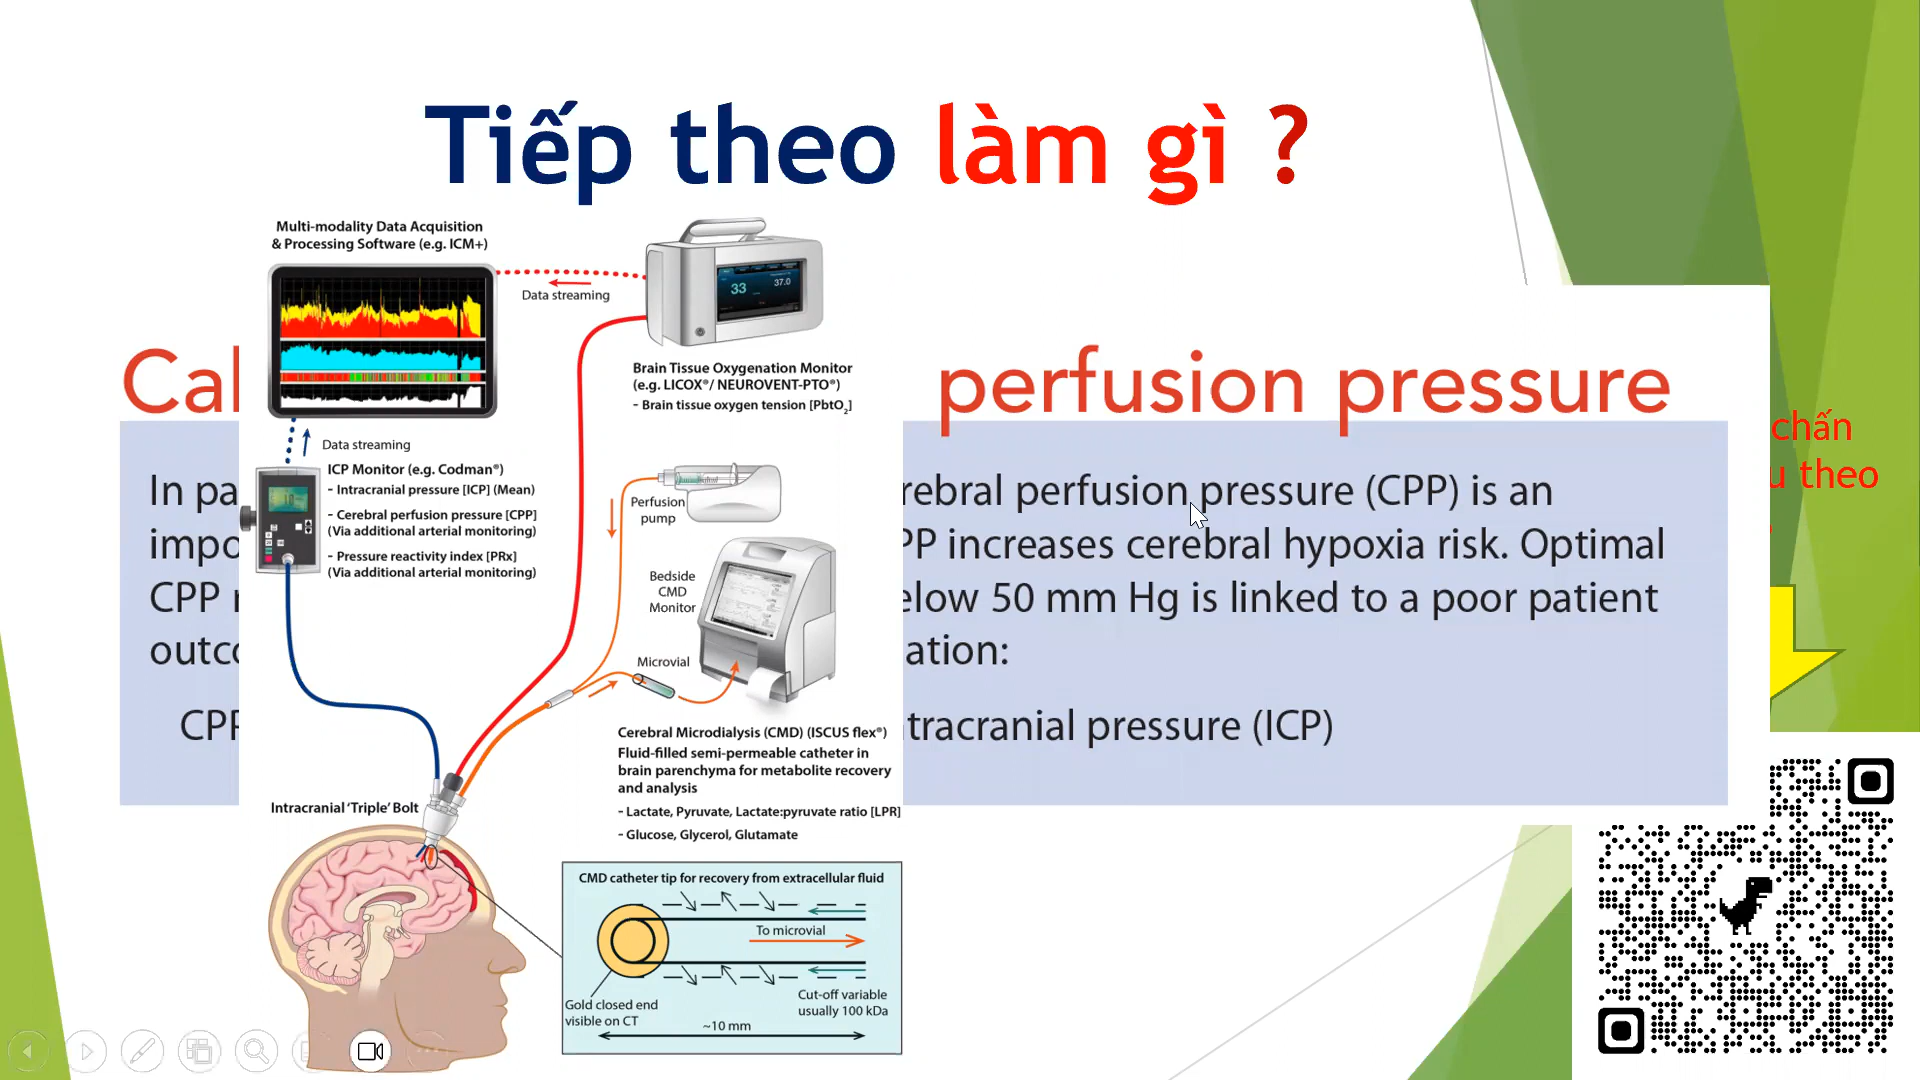 Tiếp theo làm gì ?
Multi-modality Data Acquisition
& Processing Software (e.g. ICM+)
Data streaming
33
37.0
Brain Tissue Oxygenation Monitor
(e.g. LICOX®/ NEUROVENT-PTO®)
- Brain tissue oxygen tension [PbtO2]
Cal
perfusion pressure
Data streaming
ICP Monitor (e.g. Codman®)
- Intracranial pressure [ICP] (Mean)
- Cerebral perfusion pressure [CPP]
(Via additional arterial monitoring)
- Pressure reactivity index [PRx]
(Via additional arterial monitoring)
Perfusion
pump
Bedside
CMD
Monitor
Microvial
In pa
rebral perfusion pressure (CPP) is an
impo
PP increases cerebral hypoxia risk. Optimal
CPP
elow 50 mm Hg is linked to a poor patient
outco
ation:
CPP
tracranial pressure (ICP)
chấn
u theo
Cerebral Microdialysis (CMD) (ISCUS flex®)
Fluid-filled semi-permeable catheter in
brain parenchyma for metabolite recovery
and analysis
- Lactate, Pyruvate, Lactate:pyruvate ratio [LPR]
- Glucose, Glycerol, Glutamate
Intracranial ‘Triple’ Bolt
CMD catheter tip for recovery from extracellular fluid
To microvial
Gold closed end
visible on CT
Cut-off variable
usually 100 kDa
~10 mm